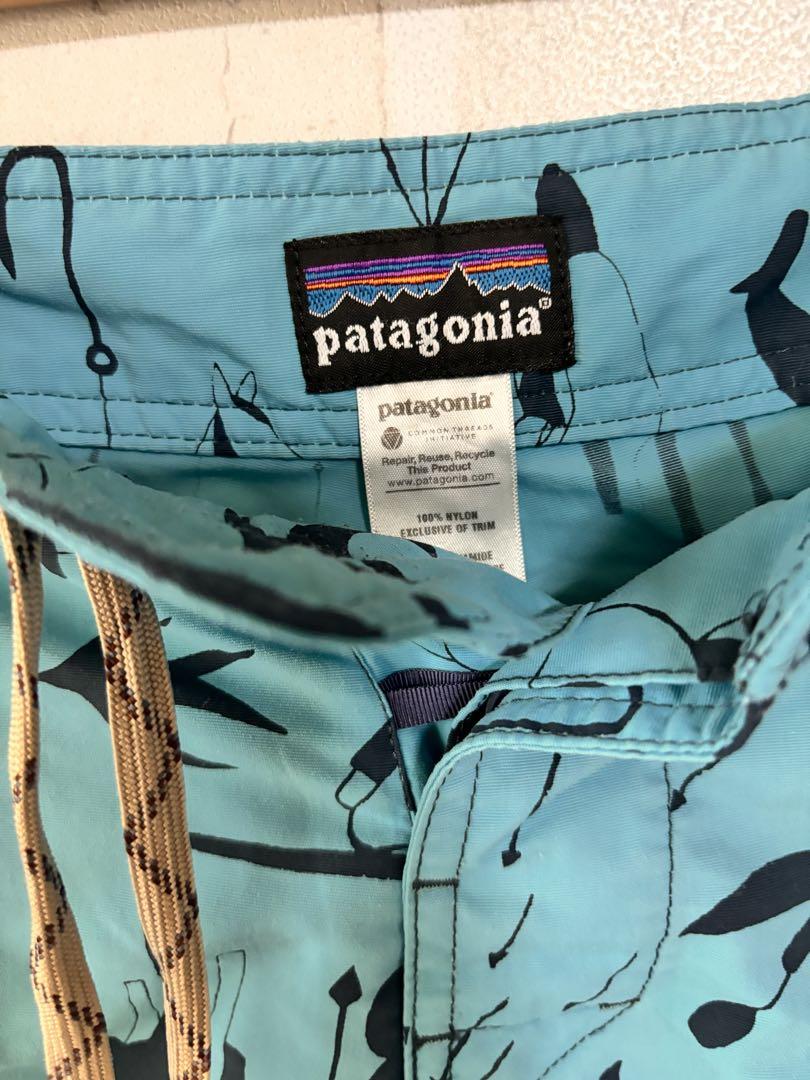 patagonia®
patagonia®
COMMON THREADS
INITIATIVE
Repair, Reuse, Recycle
This Product
www.patagonia.com
100% NYLON
EXCLUSIVE OF TRIM